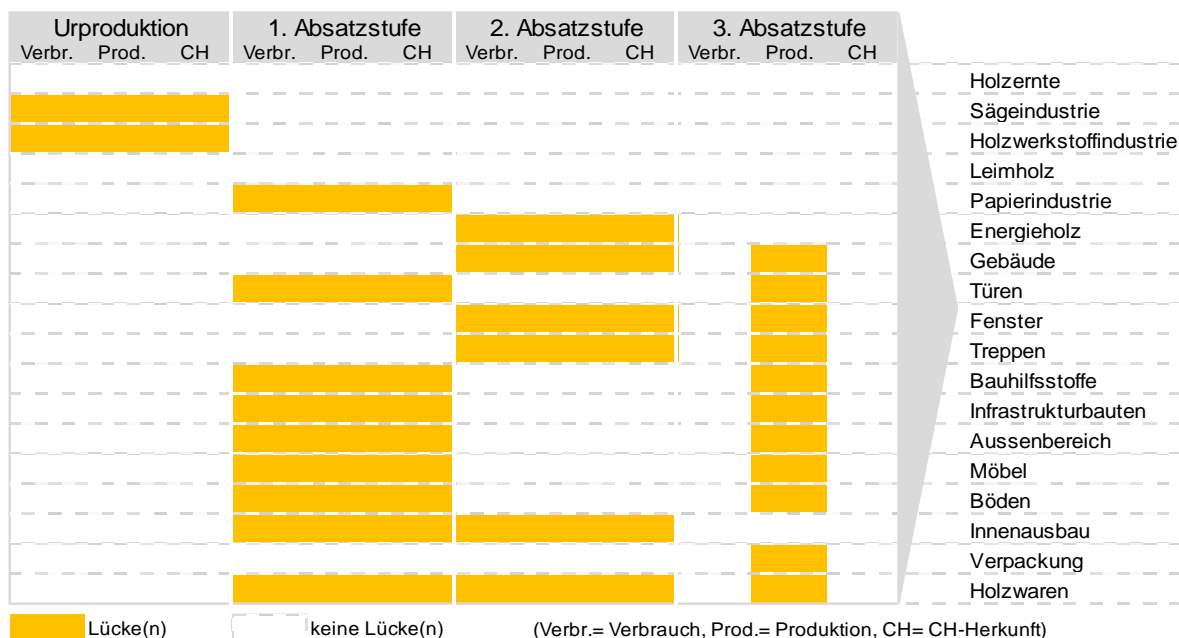 Urproduktion 1. Absatzstufe 2. Absatzstufe 3. Absatzstufe
Verbr. Prod. CH Verbr. Prod. CH Verbr. Prod. CH Verbr. Prod. CH
Holzernte
Sägeindustrie
Holzwerkstoffindustrie
Leimholz
Papierindustrie
Energieholz
Gebäude
Türen
Fenster
Treppen
Bauhilfsstoffe
Infrastrukturbauten
Aussenbereich
Möbel
Böden
Innenausbau
Verpackung
Holzwaren
Lücke(n) keine Lücke(n) (Verbr.= Verbrauch, Prod.= Produktion, CH= CH-Herkunft)